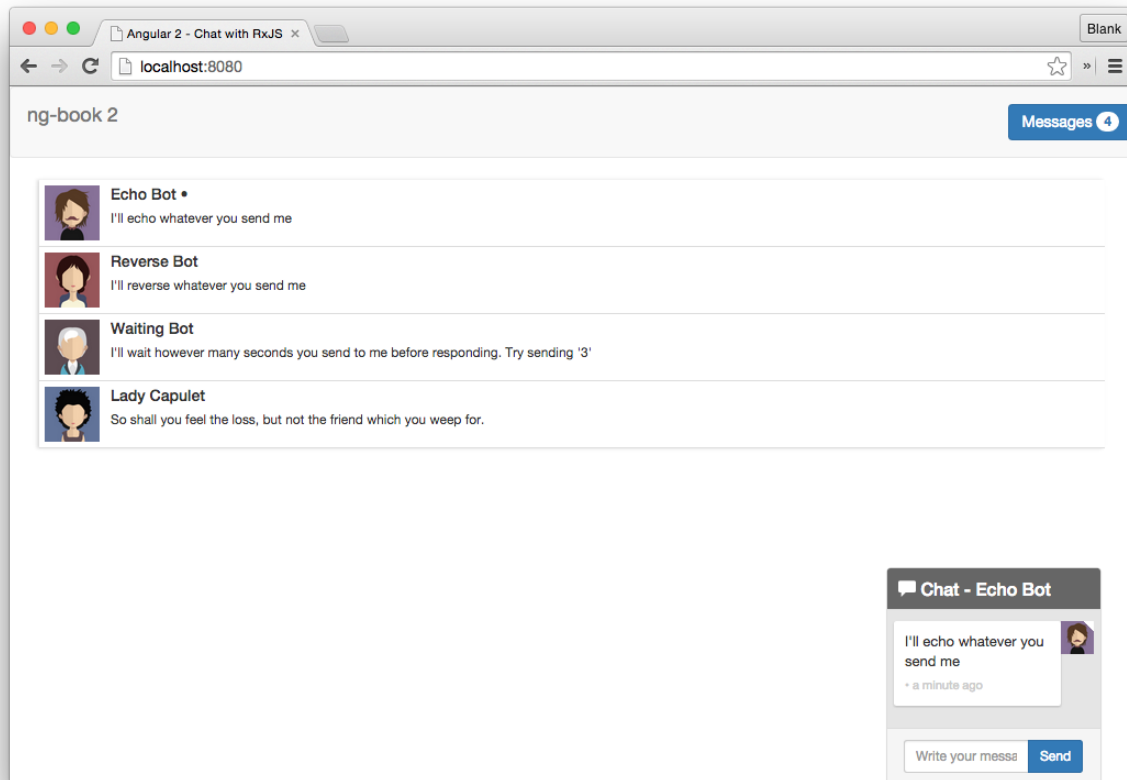 Angular 2 - Chat with RxJS ×
Blank
localhost:8080
»
ng-book 2
Messages 4
Echo Bot •
I'll echo whatever you send me
Reverse Bot
I'll reverse whatever you send me
Waiting Bot
I'll wait however many seconds you send to me before responding. Try sending '3'
Lady Capulet
So shall you feel the loss, but not the friend which you weep for.
Chat - Echo Bot
I'll echo whatever you
send me
• a minute ago
Write your messa
Send